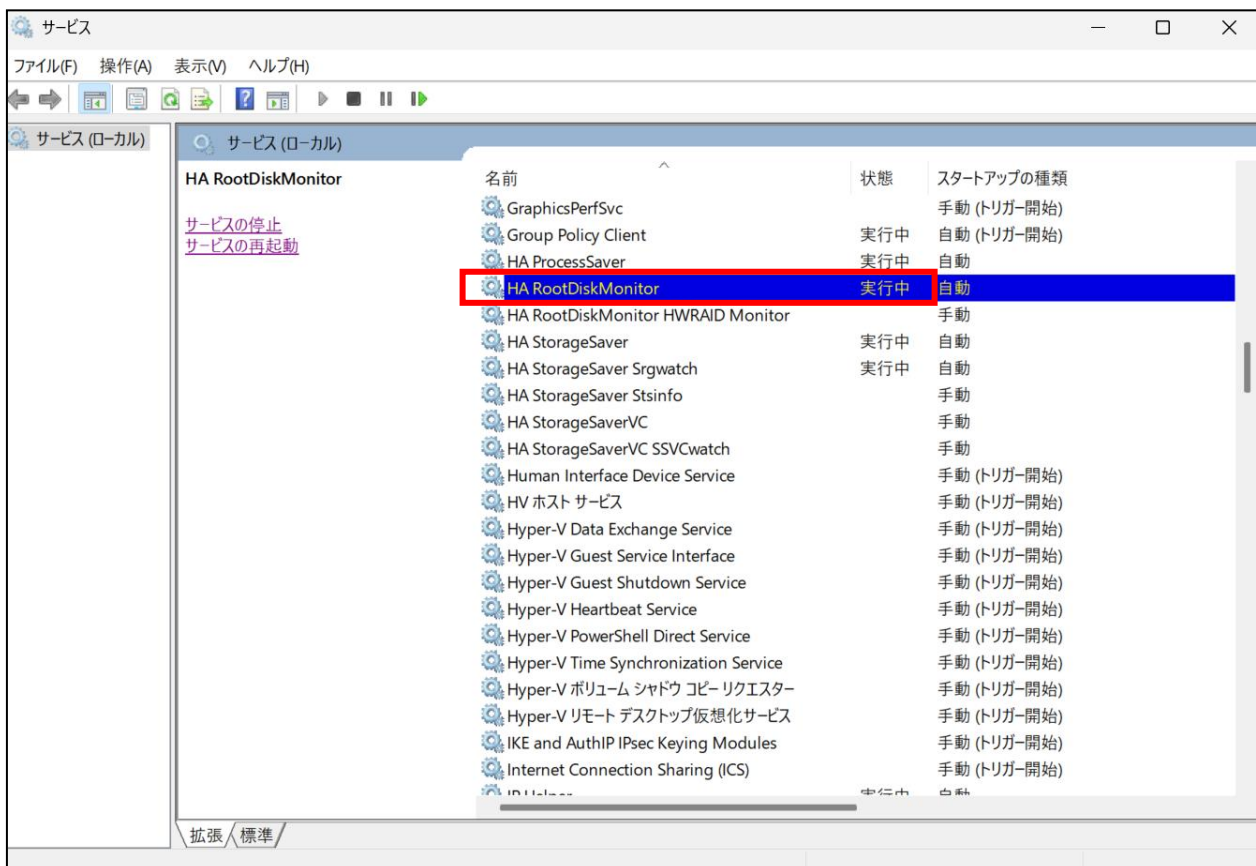 サービス
ファイル(F) 操作(A) 表示(V) ヘルプ(H)
サービス (ローカル)
サービス (ローカル)
HA RootDiskMonitor
サービスの停止
サービスの再起動
名前 状態 スタートアップの種類
GraphicsPerfSvc 手動 (トリガー開始)
Group Policy Client 実行中 自動 (トリガー開始)
HA ProcessSaver 実行中 自動
HA RootDiskMonitor 実行中 自動
HA RootDiskMonitor HWRAID Monitor 手動
HA StorageSaver 実行中 自動
HA StorageSaver Srgwatch 実行中 自動
HA StorageSaver Stsinfo 手動
HA StorageSaverVC 手動
HA StorageSaverVC SSVCwatch 手動
Human Interface Device Service 手動 (トリガー開始)
HV ホスト サービス 手動 (トリガー開始)
Hyper-V Data Exchange Service 手動 (トリガー開始)
Hyper-V Guest Service Interface 手動 (トリガー開始)
Hyper-V Guest Shutdown Service 手動 (トリガー開始)
Hyper-V Heartbeat Service 手動 (トリガー開始)
Hyper-V PowerShell Direct Service 手動 (トリガー開始)
Hyper-V Time Synchronization Service 手動 (トリガー開始)
Hyper-V ボリューム シャドウ コピー リクエスター 手動 (トリガー開始)
Hyper-V リモート デスクトップ仮想化サービス 手動 (トリガー開始)
IKE and AuthIP IPsec Keying Modules 手動 (トリガー開始)
Internet Connection Sharing (ICS) 手動 (トリガー開始)
IP Helper 実行中 自動
拡張 標準